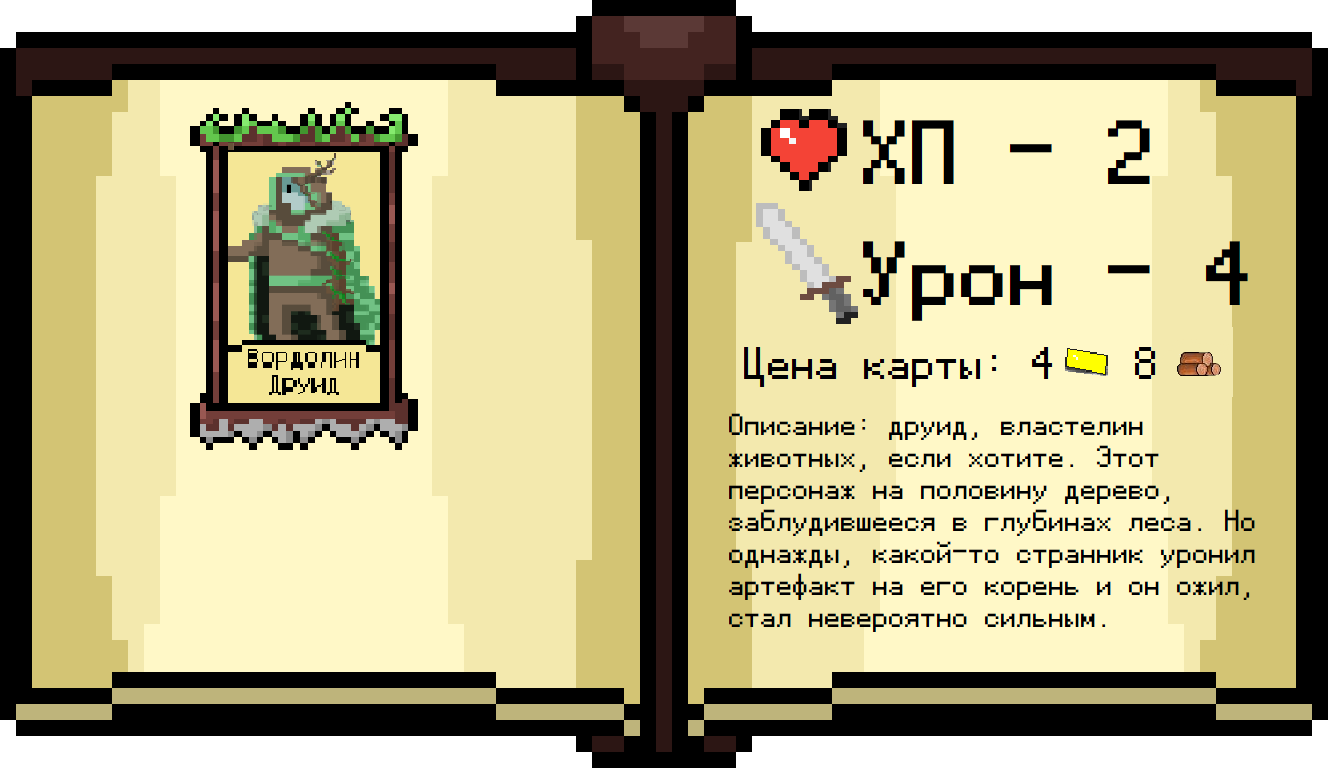 Вордолин
Друид
ХП - 2
Урон - 4
Цена карты: 4 8
Описание: друид, властелин
животных, если хотите. Этот
персонаж на половину дерево,
заблудившееся в глубинах леса. Но
однажды, какой-то странник уронил
артефакт на его корень и он ожил,
стал невероятно сильным.